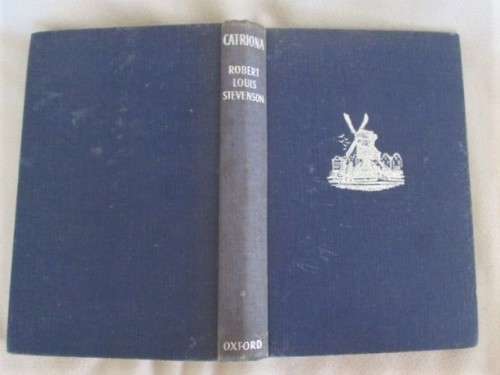 CATRIONA
ROBERT
LOUIS
STEVENSON
OXFORD